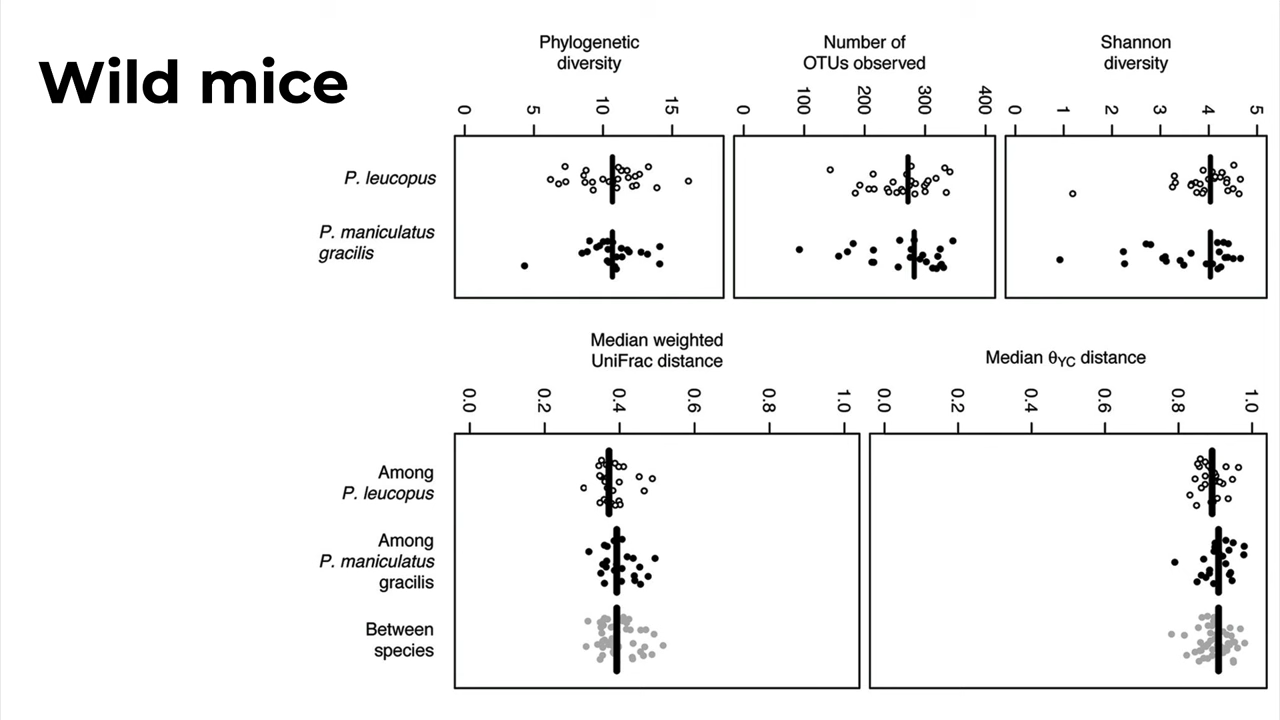 Wild mice
Phylogenetic
diversity
Number of
OTUs observed
Shannon
diversity
0 5 10 15
0 100 200 300 400
0 1 2 3 4 5
P. leucopus
P. maniculatus
gracilis
Median weighted
UniFrac distance
Median θYC distance
0.0 0.2 0.4 0.6 0.8 1.0
0.0 0.2 0.4 0.6 0.8 1.0
Among
P. leucopus
Among
P. maniculatus
gracilis
Between
species